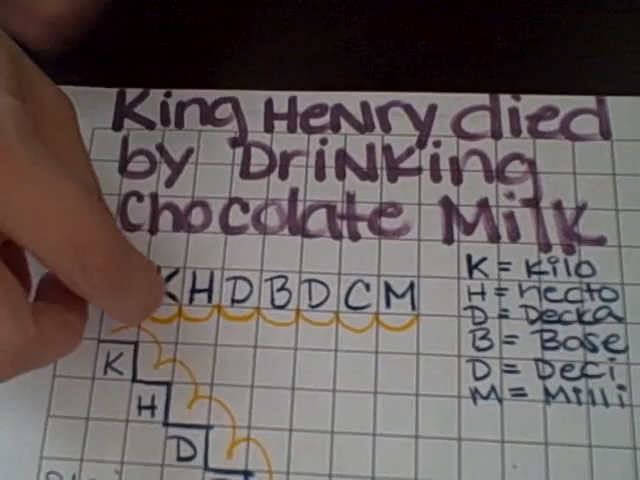 King Henry died
by Drinking
chocolate Milk
K H D B D C M
K = Kilo
H = hecto
D = Decka
B = Base
D = Deci
M = Milli
K
H
D